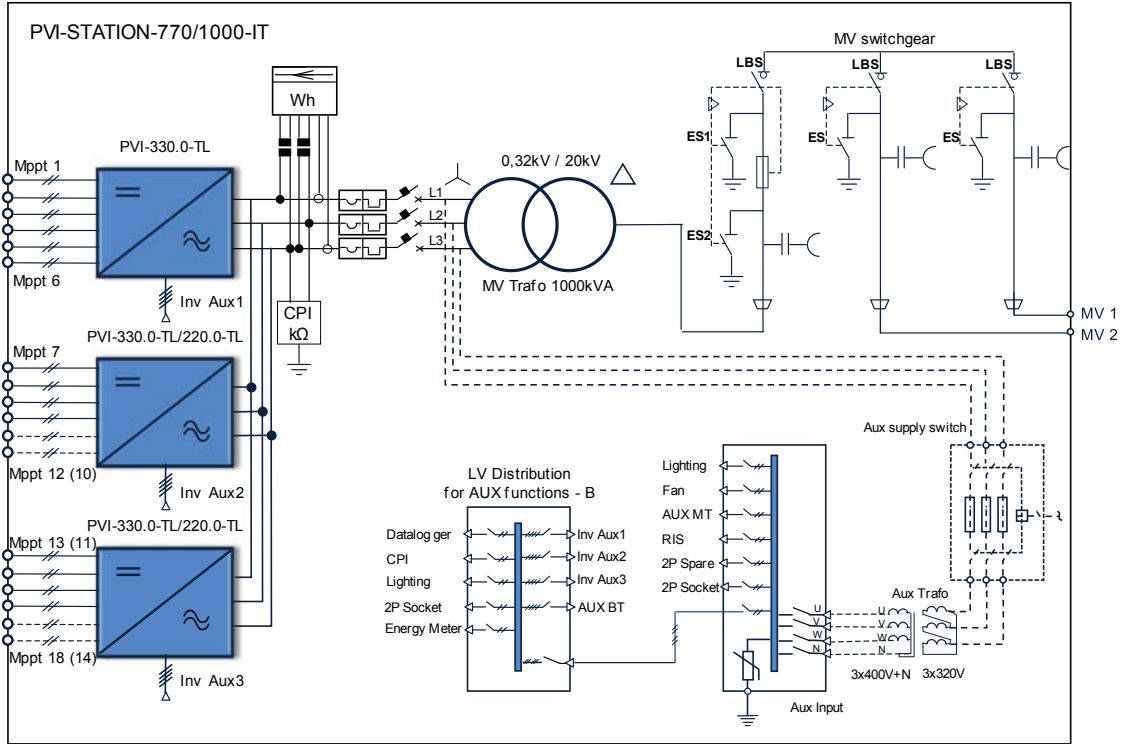 PVI-STATION-770/1000-IT
Wh
PVI-330.0-TL
Mppt 1
Mppt 6
Inv Aux1
CPI
kΩ
PVI-330.0-TL/220.0-TL
Mppt 7
Mppt 12 (10)
Inv Aux2
PVI-330.0-TL/220.0-TL
Mppt 13 (11)
Mppt 18 (14)
Inv Aux3
L1
L2
L3
0,32kV / 20kV
MV Trafo 1000kVA
MV switchgear
LBS
LBS
LBS
ES1
ES
ES
ES2
MV 1
MV 2
Aux supply switch
LV Distribution
for AUX functions - B
Datalogger
CPI
Lighting
2P Socket
Energy Meter
Inv Aux1
Inv Aux2
Inv Aux3
AUX BT
Lighting
Fan
AUX MT
RIS
2P Spare
2P Socket
U
V
W
N
Aux Input
Aux Trafo
U
V
W
N
3x400V+N
3x320V